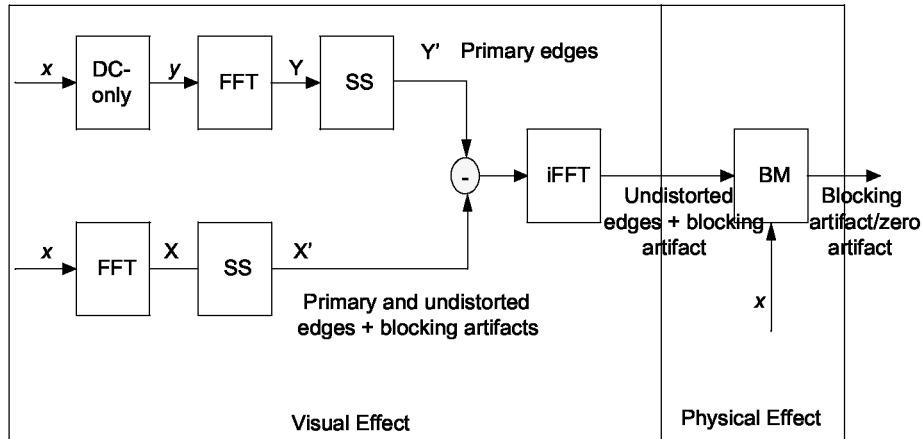 Y' Primary edges
x
DC-only
y
FFT
Y
SS
-
iFFT
BM
Undistorted
edges + blocking
artifact
Blocking
artifact/zero
artifact
x
FFT
X
SS
X'
x
Primary and undistorted
edges + blocking artifacts
Visual Effect
Physical Effect